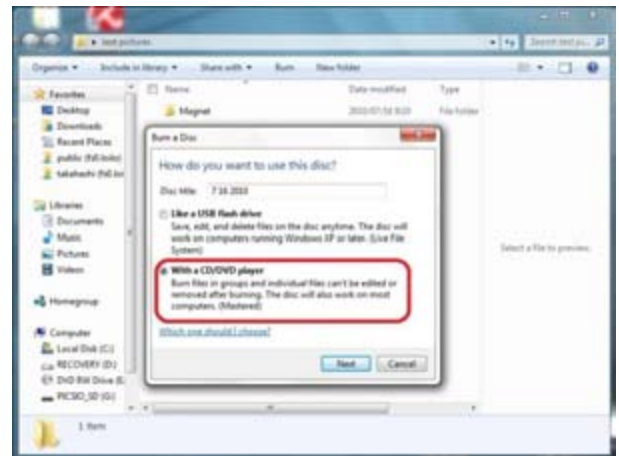 test pictures
Organize
Include in library
Share with
Burn
New folder
Favorites
Desktop
Downloads
Recent Places
Libraries
Documents
Music
Pictures
Videos
Homegroup
Computer
Local Disk (C:)
RECOVERY (D:)
DVD RW Drive (E:
PICSIO_SD (G:)
Name
Date modified
Type
Magnet
File folder
Select a file to preview.
Burn a Disc
How do you want to use this disc?
Disc title: 7 16 2010
Like a USB flash drive
Save, edit, and delete files on the disc anytime. The disc will
work on computers running Windows XP or later. (Live File
System)
With a CD/DVD player
Burn files in groups and individual files can't be edited or
removed after burning. The disc will also work on most
computers. (Mastered)
Which one should I choose?
Next
Cancel
1 item